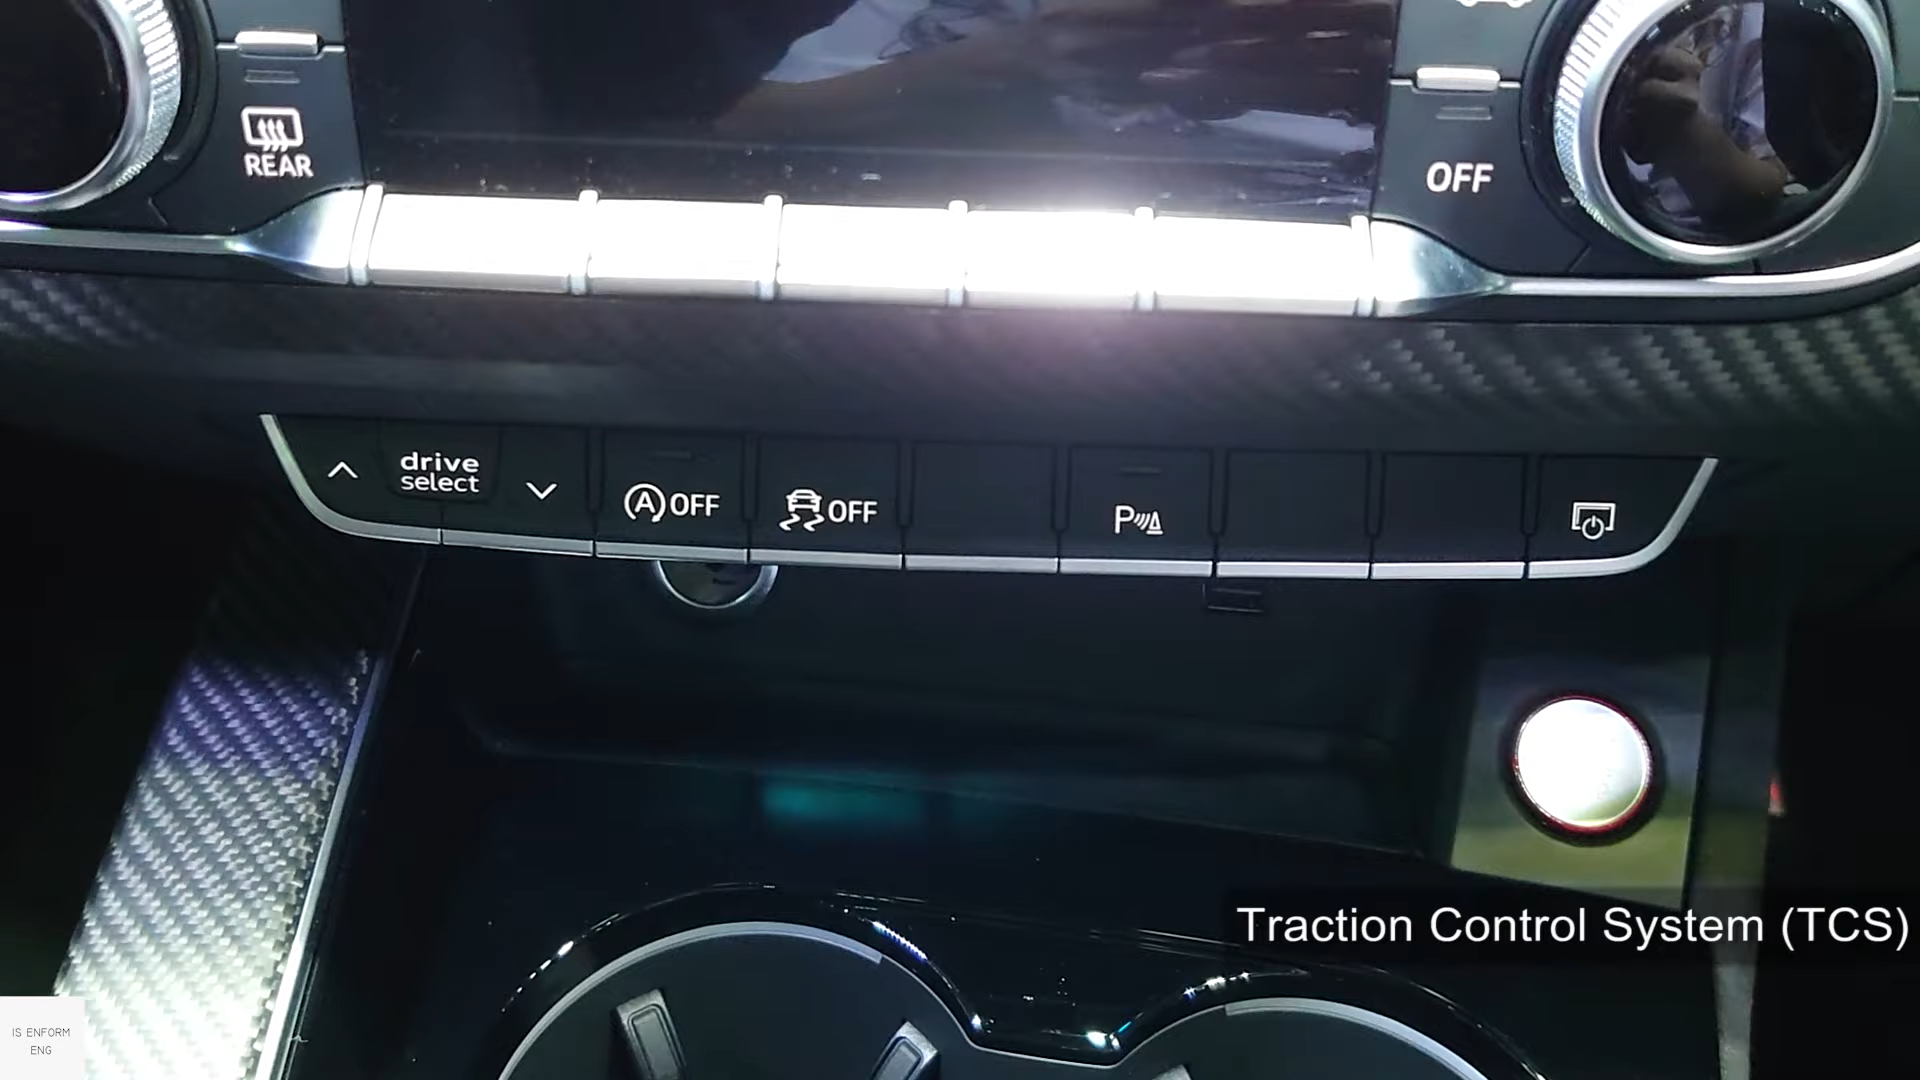 REAR
OFF
drive
select
A OFF
OFF
P
Traction Control System (TCS)
IS ENFORM
ENG